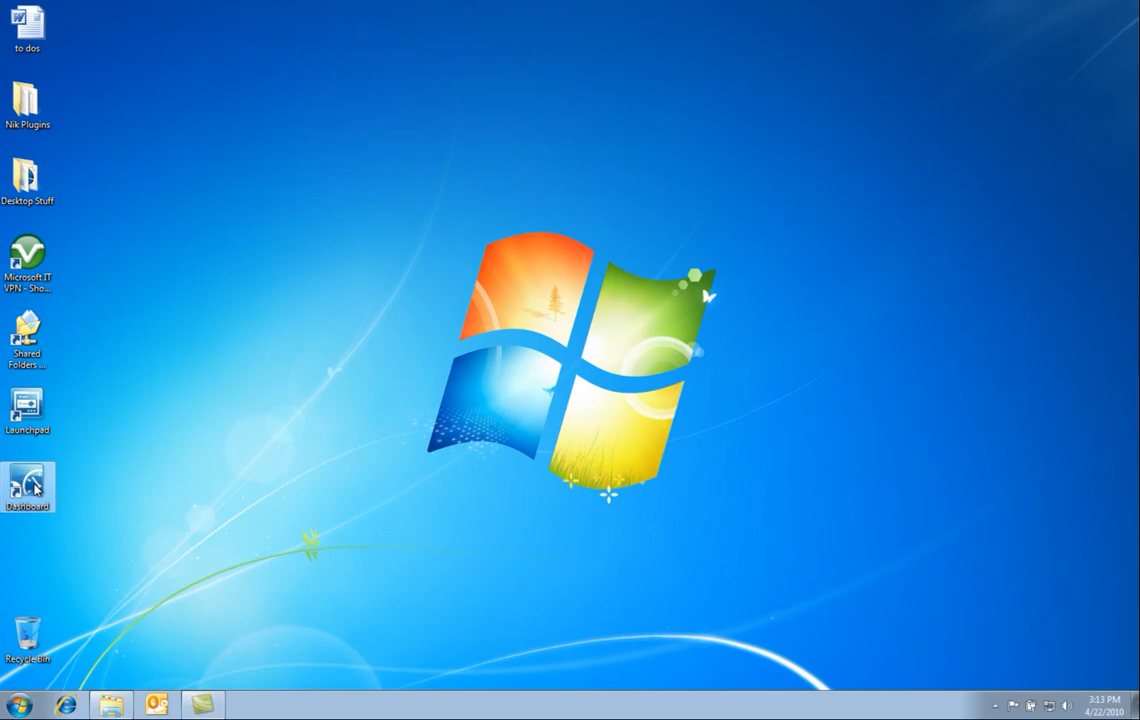 to dos
Nik Plugins
Desktop Stuff
Microsoft IT
VPN - Sho...
Shared
Folders ...
Launchpad
Dashboard
Recycle Bin
3:13 PM
4/22/2010